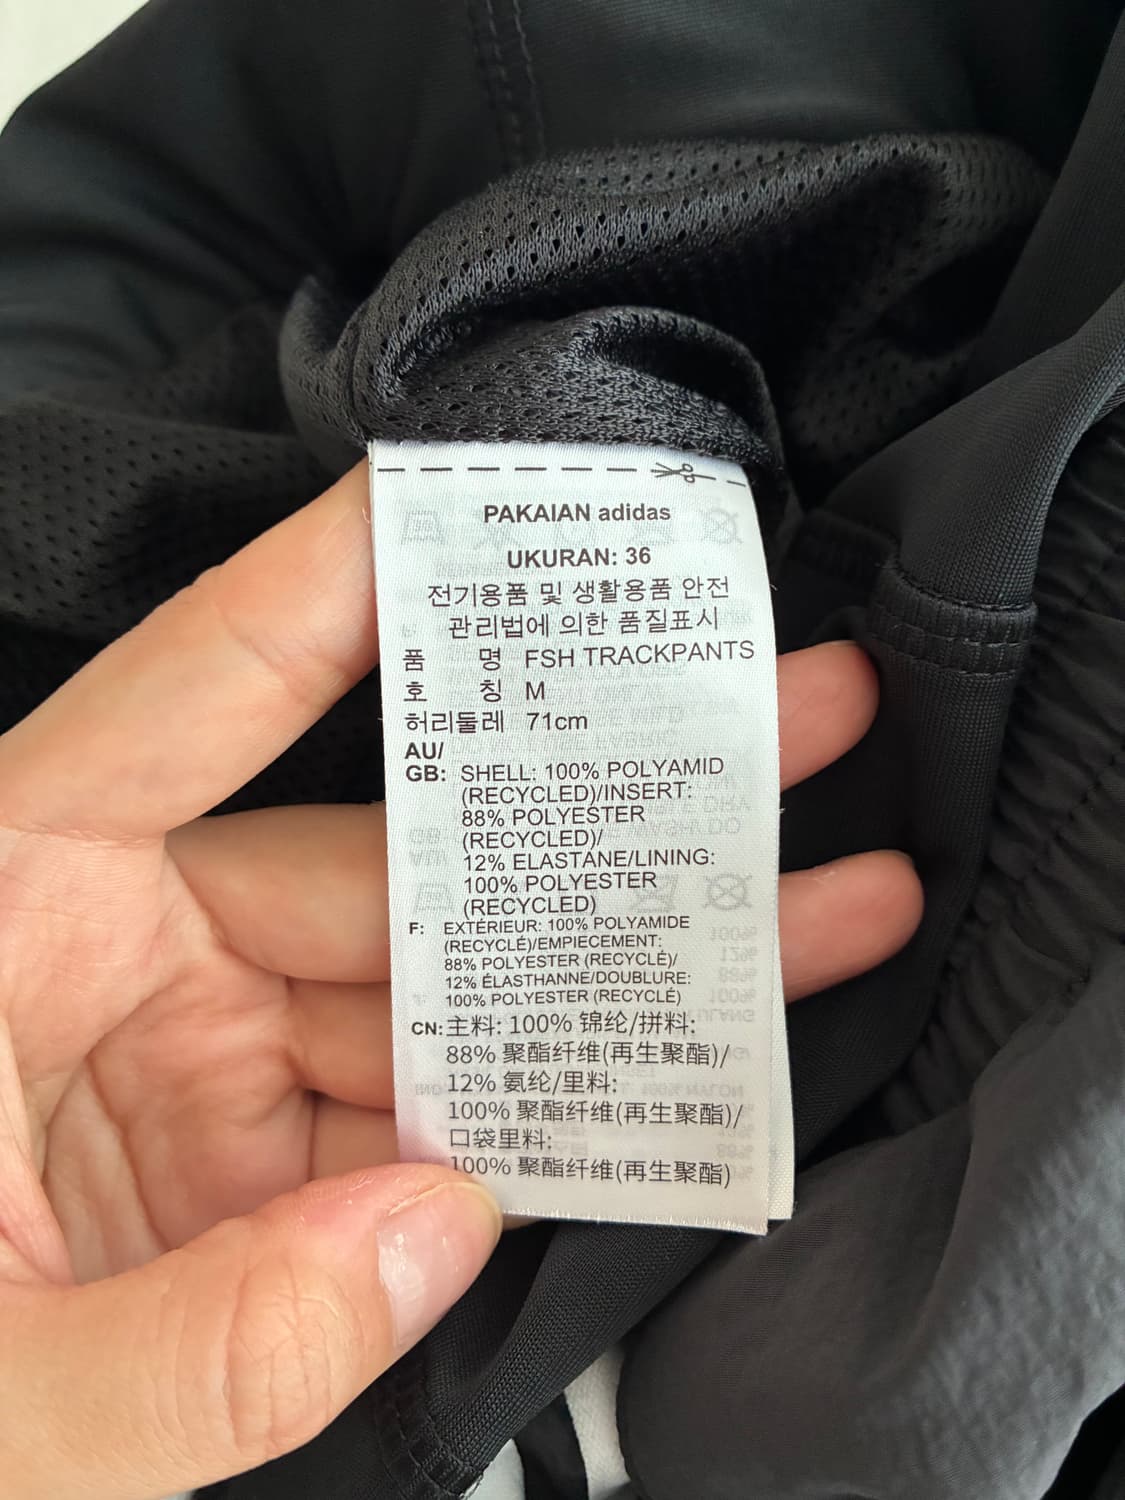 PAKAIAN adidas
UKURAN: 36
전기용품 및 생활용품 안전
관리법에 의한 품질표시
품 명 FSH TRACKPANTS
호 칭 M
허리둘레 71cm
AU/
GB: SHELL: 100% POLYAMID
(RECYCLED)/INSERT:
88% POLYESTER
(RECYCLED)/
12% ELASTANE/LINING:
100% POLYESTER
(RECYCLED)
F: EXTÉRIEUR: 100% POLYAMIDE
(RECYCLÉ)/EMPIECEMENT:
88% POLYESTER (RECYCLÉ)/
12% ÉLASTHANNE/DOUBLURE:
100% POLYESTER (RECYCLÉ)
CN: 主料: 100% 锦纶/拼料:
88% 聚酯纤维(再生聚酯)/
12% 氨纶/里料:
100% 聚酯纤维(再生聚酯)/
口袋里料:
100% 聚酯纤维(再生聚酯)